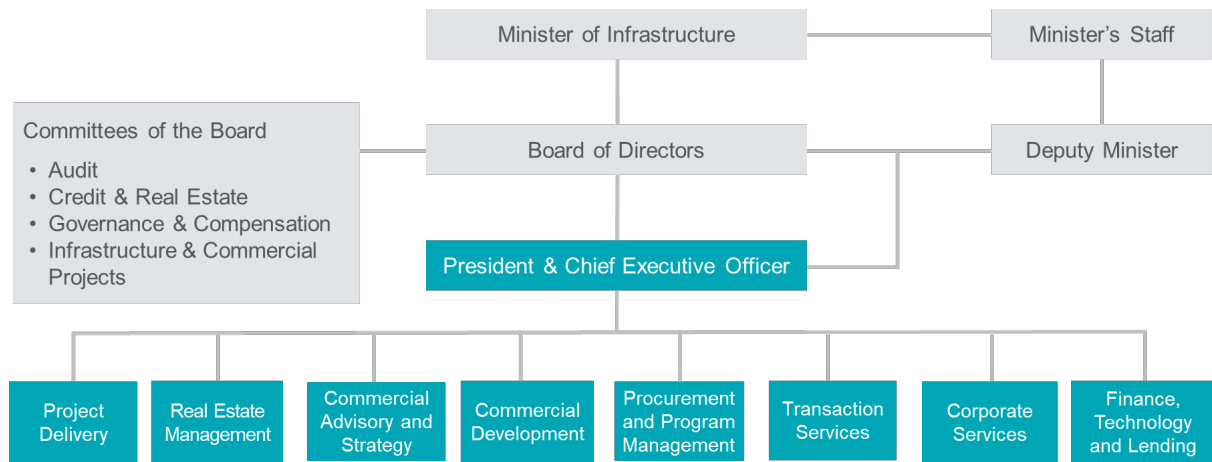 Minister of Infrastructure
Minister's Staff
Committees of the Board
• Audit
• Credit & Real Estate
• Governance & Compensation
• Infrastructure & Commercial
Projects
Board of Directors
Deputy Minister
President & Chief Executive Officer
Project
Delivery
Real Estate
Management
Commercial
Advisory and
Strategy
Commercial
Development
Procurement
and Program
Management
Transaction
Services
Corporate
Services
Finance,
Technology
and Lending